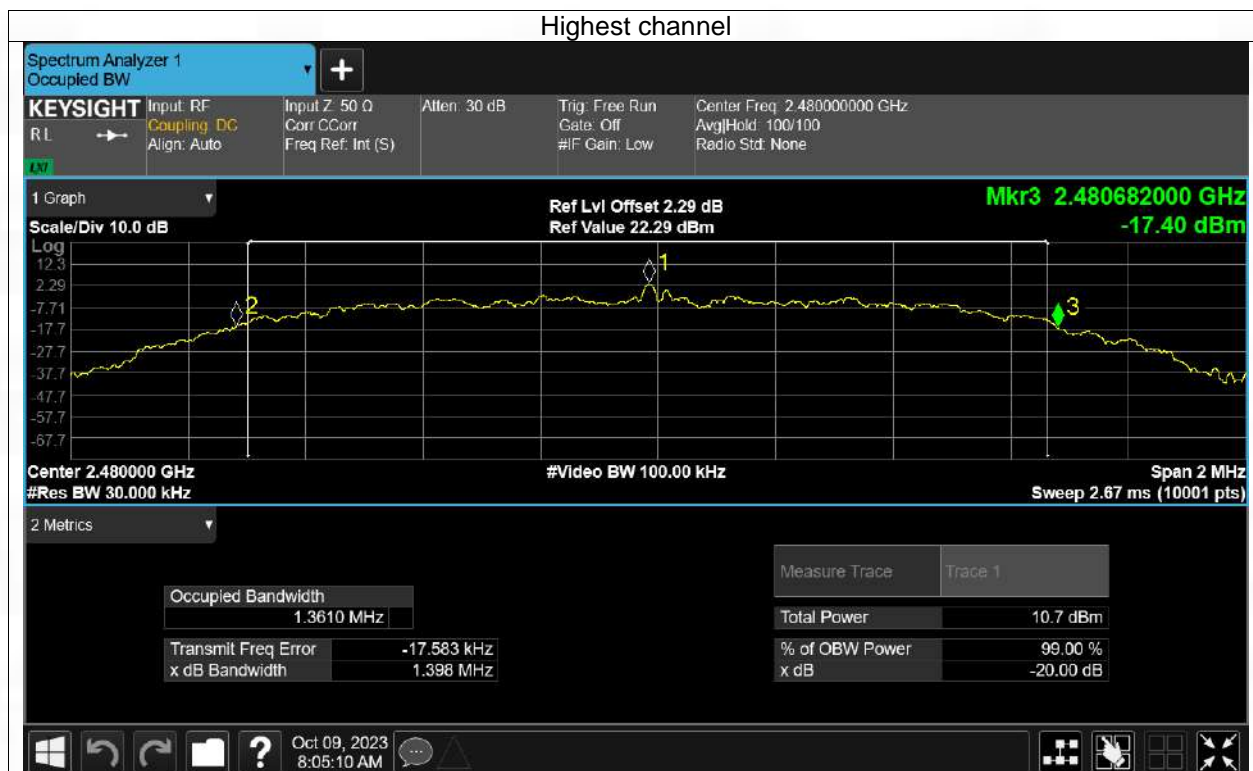 Highest channel
Spectrum Analyzer 1
Occupied BW
+
KEYSIGHT
RL
LXI
Input: RF
Coupling: DC
Align: Auto
Input Z: 50 Ω
Corr CCorr
Freq Ref: Int (S)
Atten: 30 dB
Trig: Free Run
Gate: Off
#IF Gain: Low
Center Freq: 2.480000000 GHz
Avg|Hold: 100/100
Radio Std: None
1 Graph
Scale/Div 10.0 dB
Ref Lvl Offset 2.29 dB
Ref Value 22.29 dBm
Mkr3 2.480682000 GHz
-17.40 dBm
Log
12.3
2.29
-7.71
-17.7
-27.7
-37.7
-47.7
-57.7
-67.7
1
2
3
Center 2.480000 GHz
#Video BW 100.00 kHz
Span 2 MHz
#Res BW 30.000 kHz
Sweep 2.67 ms (10001 pts)
2 Metrics
Measure Trace Trace 1
Occupied Bandwidth
1.3610 MHz
Total Power 10.7 dBm
Transmit Freq Error -17.583 kHz
% of OBW Power 99.00 %
x dB Bandwidth 1.398 MHz
x dB -20.00 dB
?
Oct 09, 2023
8:05:10 AM